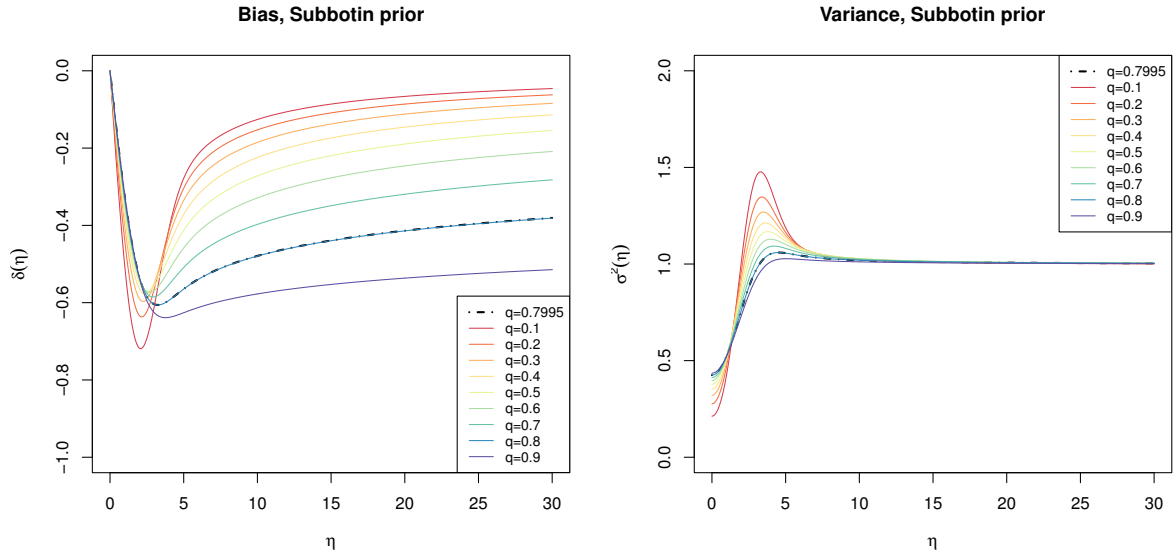 Bias, Subbotin prior
δ(η)
0.0
−0.2
−0.4
−0.6
−0.8
−1.0
0 5 10 15 20 25 30
η
q=0.7995
q=0.1
q=0.2
q=0.3
q=0.4
q=0.5
q=0.6
q=0.7
q=0.8
q=0.9
Variance, Subbotin prior
σ²(η)
2.0
1.5
1.0
0.5
0.0
0 5 10 15 20 25 30
η
q=0.7995
q=0.1
q=0.2
q=0.3
q=0.4
q=0.5
q=0.6
q=0.7
q=0.8
q=0.9